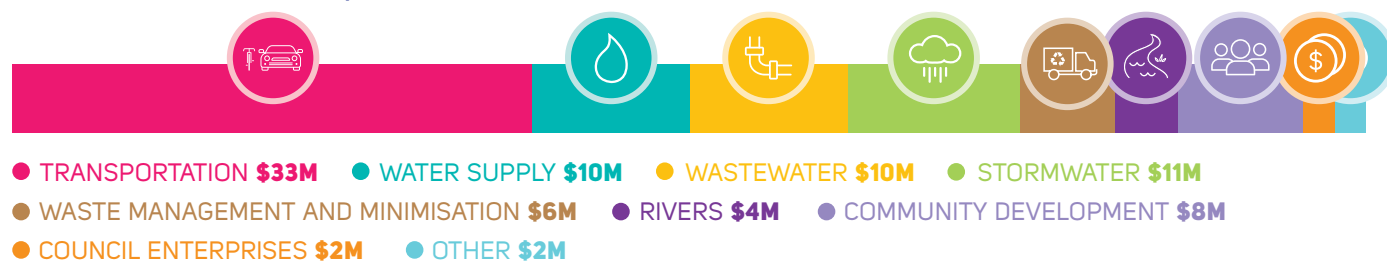 TRANSPORTATION $33M WATER SUPPLY $10M WASTEWATER $10M STORMWATER $11M
WASTE MANAGEMENT AND MINIMISATION $6M RIVERS $4M COMMUNITY DEVELOPMENT $8M
COUNCIL ENTERPRISES $2M OTHER $2M